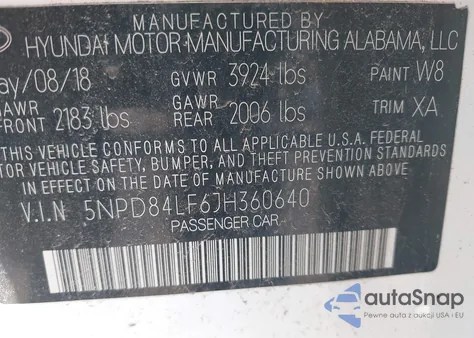 MANUFACTURED BY
HYUNDAI MOTOR MANUFACTURING ALABAMA, LLC
ay/08/18 GVWR 3924 lbs PAINT W8
GAWR FRONT 2183 lbs GAWR REAR 2006 lbs TRIM XA
THIS VEHICLE CONFORMS TO ALL APPLICABLE U.S.A. FEDERAL
MOTOR VEHICLE SAFETY, BUMPER, AND THEFT PREVENTION STANDARDS
IN EFFECT ON THE DATE OF MANUFACTURE SHOWN ABOVE
V.I.N 5NPD84LF6JH360640
PASSENGER CAR
autoSnap
Pewne auta z aukcji USA i EU